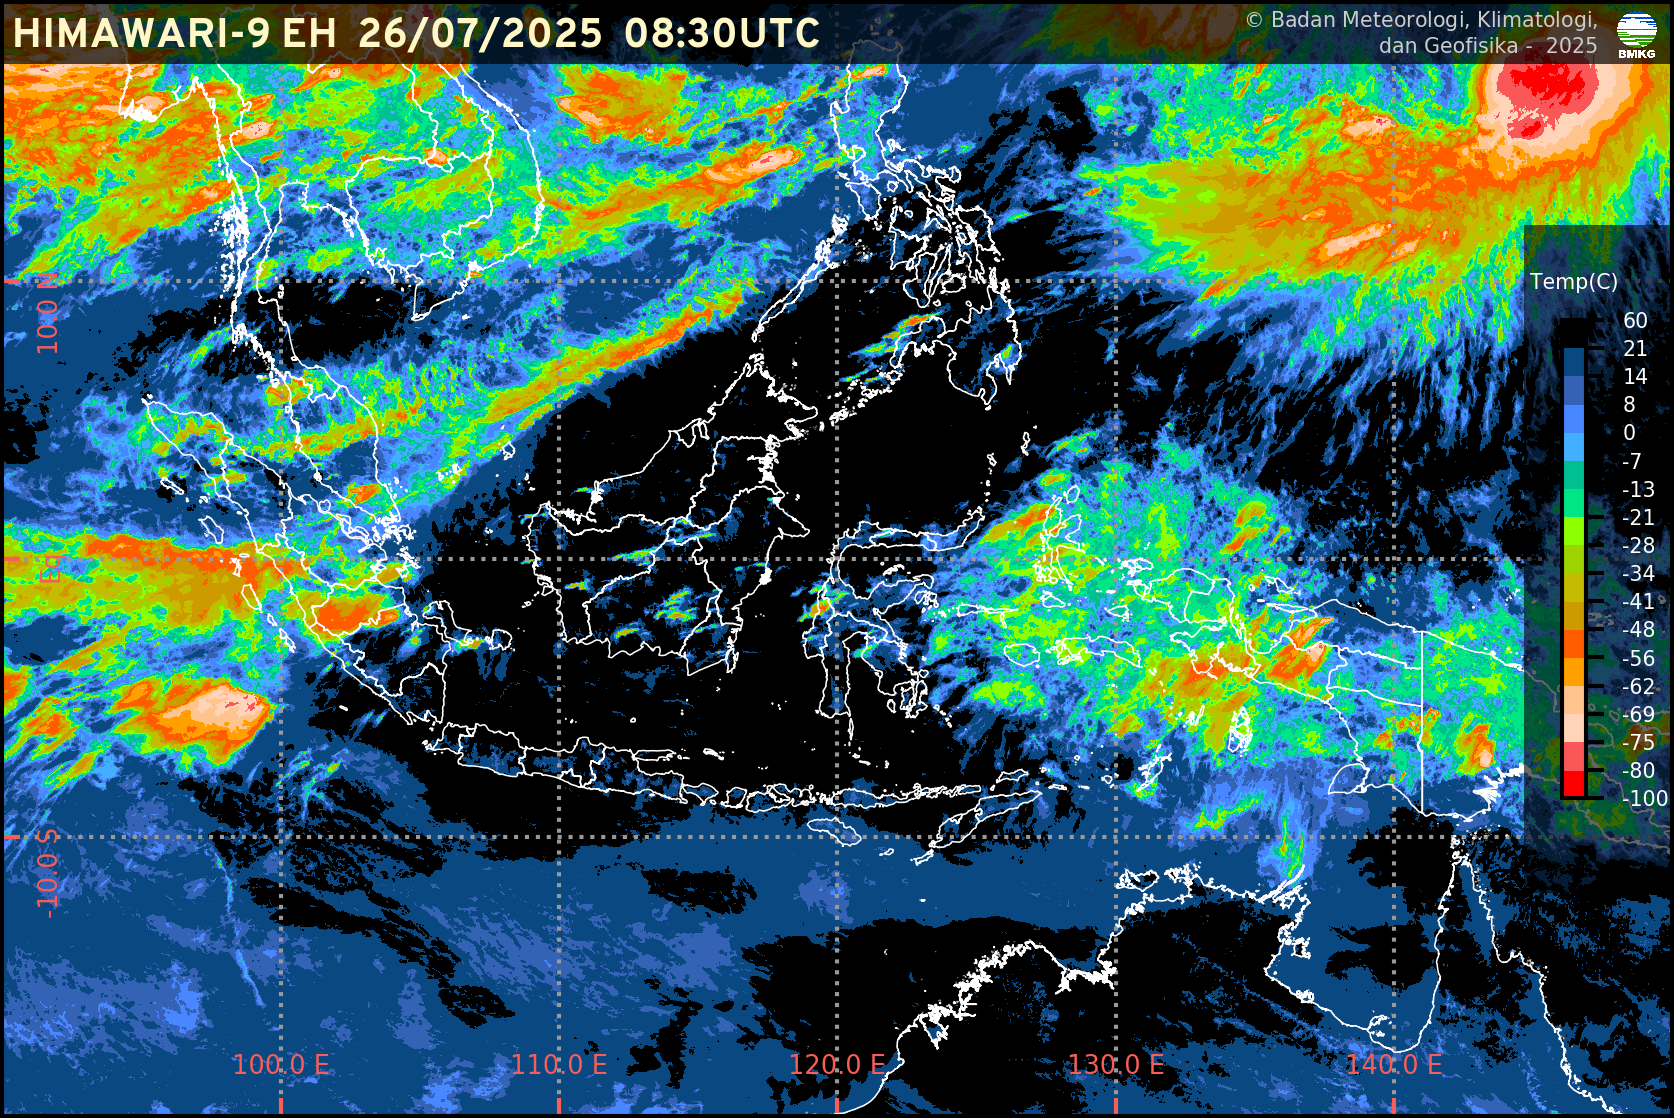 HIMAWARI-9 EH 26/07/2025 08:30UTC
© Badan Meteorologi, Klimatologi,
dan Geofisika - 2025
BMKG
Temp(C)
60
21
14
8
0
-7
-13
-21
-28
-34
-41
-48
-56
-62
-69
-75
-80
-100
10.0 N
EQ
-10.0 S
100.0 E
110.0 E
120.0 E
130.0 E
140.0 E